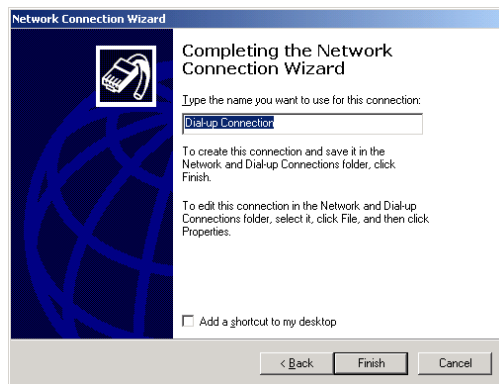 Network Connection Wizard
Completing the Network
Connection Wizard
Type the name you want to use for this connection:
Dial-up Connection
To create this connection and save it in the
Network and Dial-up Connections folder, click
Finish.
To edit this connection in the Network and Dial-up
Connections folder, select it, click File, and then click
Properties.
Add a shortcut to my desktop
< Back
Finish
Cancel